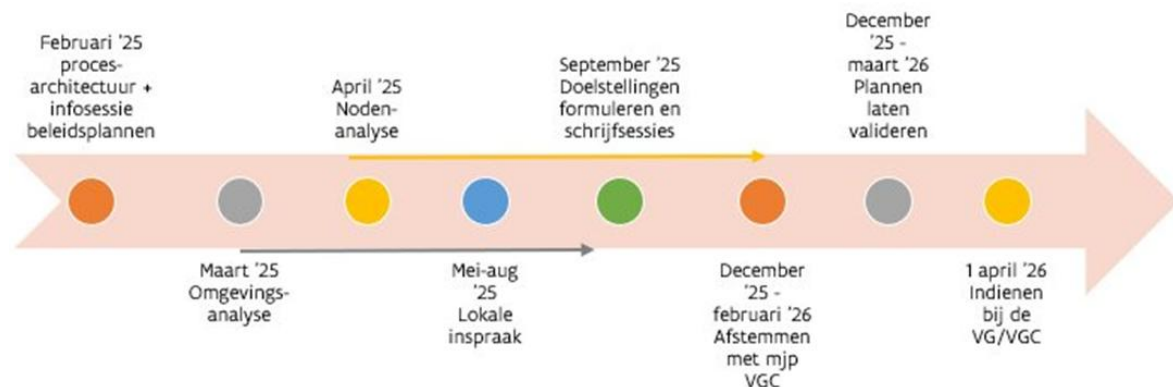 Februari '25
proces-
architectuur +
infosessie
beleidsplannen
Maart '25
Omgevings-
analyse
April '25
Noden-
analyse
Mei-aug
'25
Lokale
inspraak
September '25
Doelstellingen
formuleren en
schrijfsessies
December
'25 -
februari '26
Afstemmen
met mjp
VGC
December
'25 -
maart '26
Plannen
laten
valideren
1 april '26
Indienen
bij de
VG/VGC